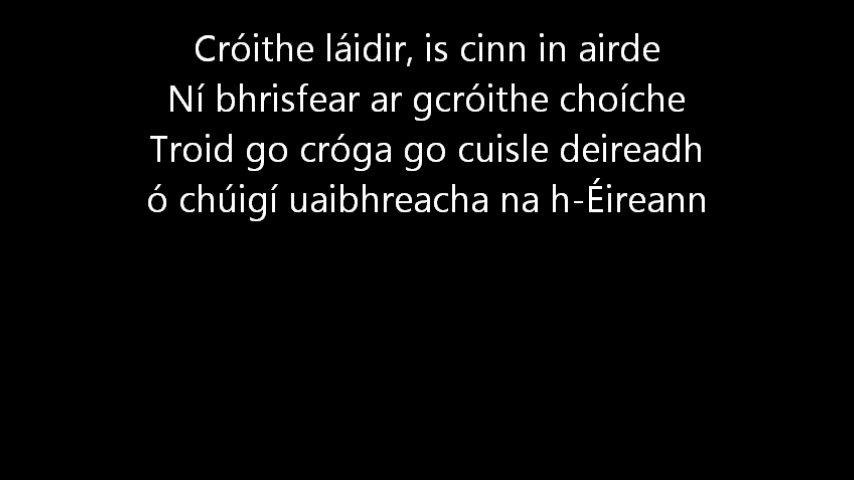 Cróithe láidir, is cinn in airde
Ní bhrisfear ar gcróithe choíche
Troid go cróga go cuisle deireadh
ó chúigí uaibhreacha na h-Éireann